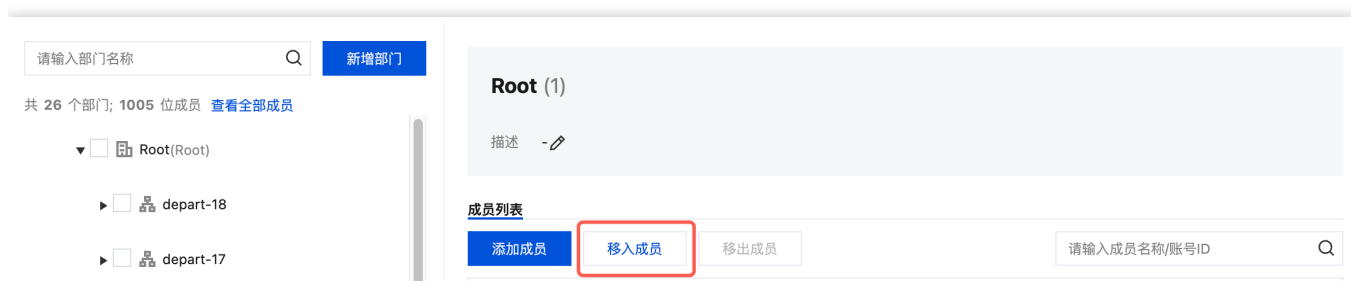 请输入部门名称
新增部门
共 26 个部门; 1005 位成员 查看全部成员
Root(Root)
depart-18
depart-17
Root (1)
描述 -
成员列表
添加成员 移入成员 移出成员 请输入成员名称/账号ID